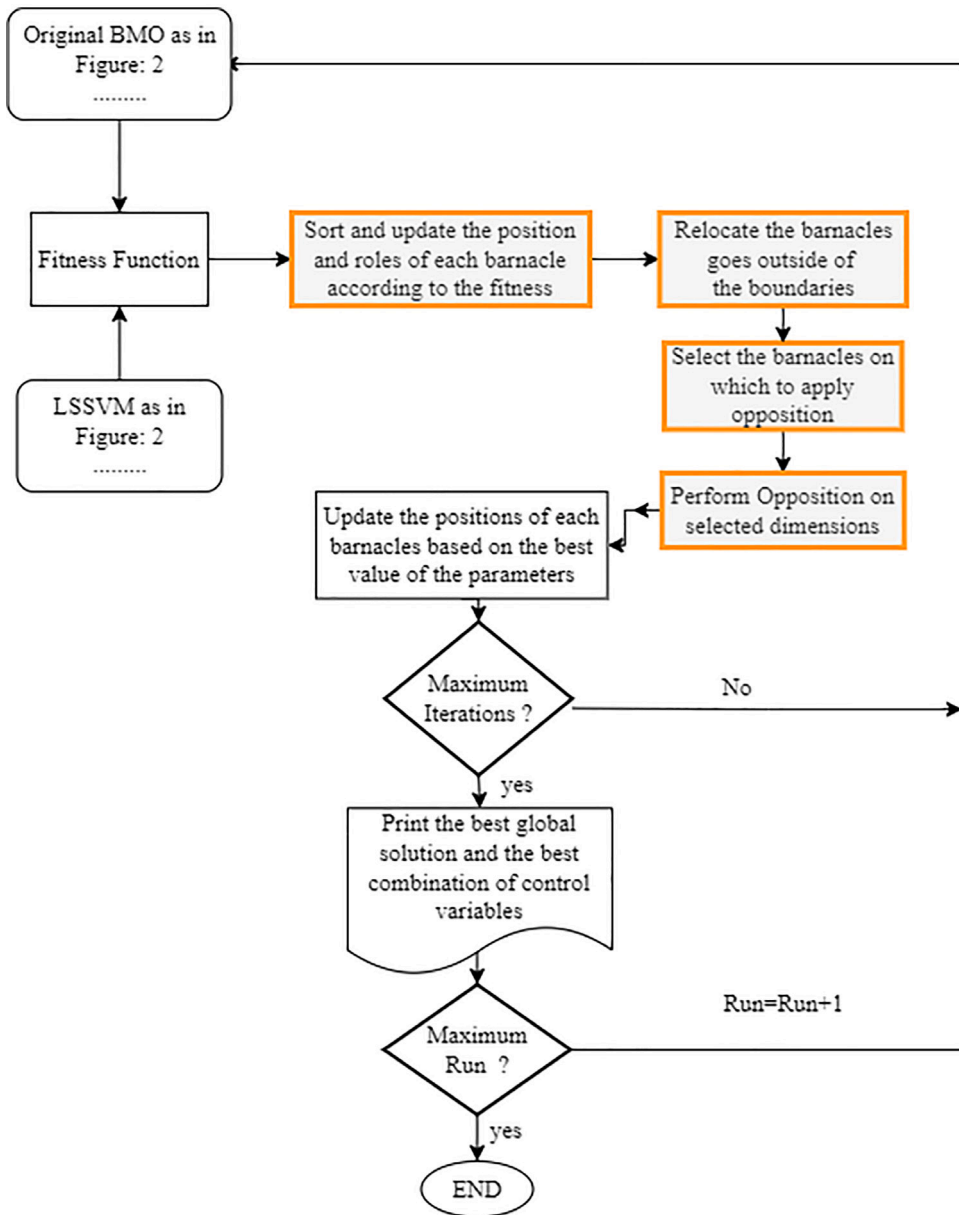 Original BMO as in
Figure: 2
.........
Fitness Function
Sort and update the position
and roles of each barnacle
according to the fitness
Relocate the barnacles
goes outside of
the boundaries
LSSVM as in
Figure: 2
.........
Select the barnacles on
which to apply
opposition
Perform Opposition on
selected dimensions
Update the positions of each
barnacles based on the best
value of the parameters
Maximum
Iterations ?
No
yes
Print the best global
solution and the best
combination of control
variables
Maximum
Run ?
Run=Run+1
yes
END